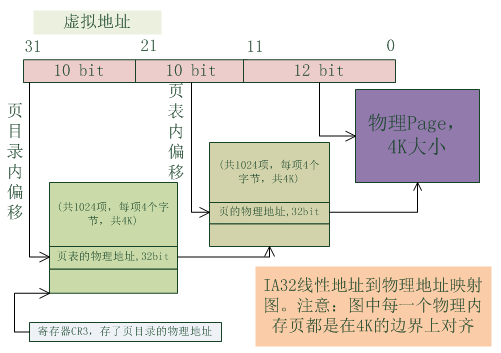 虚拟地址
31
21
11
0
10 bit
10 bit
12 bit
页目录内偏移
页表内偏移
物理Page，
4K大小
(共1024项，每项4个字
节，共4K)
页表的物理地址,32bit
(共1024项，每项4个
字节，共4K)
页的物理地址,32bit
IA32线性地址到物理地址映射
图。注意：图中每一个物理内
存页都是在4K的边界上对齐
寄存器CR3，存了页目录的物理地址